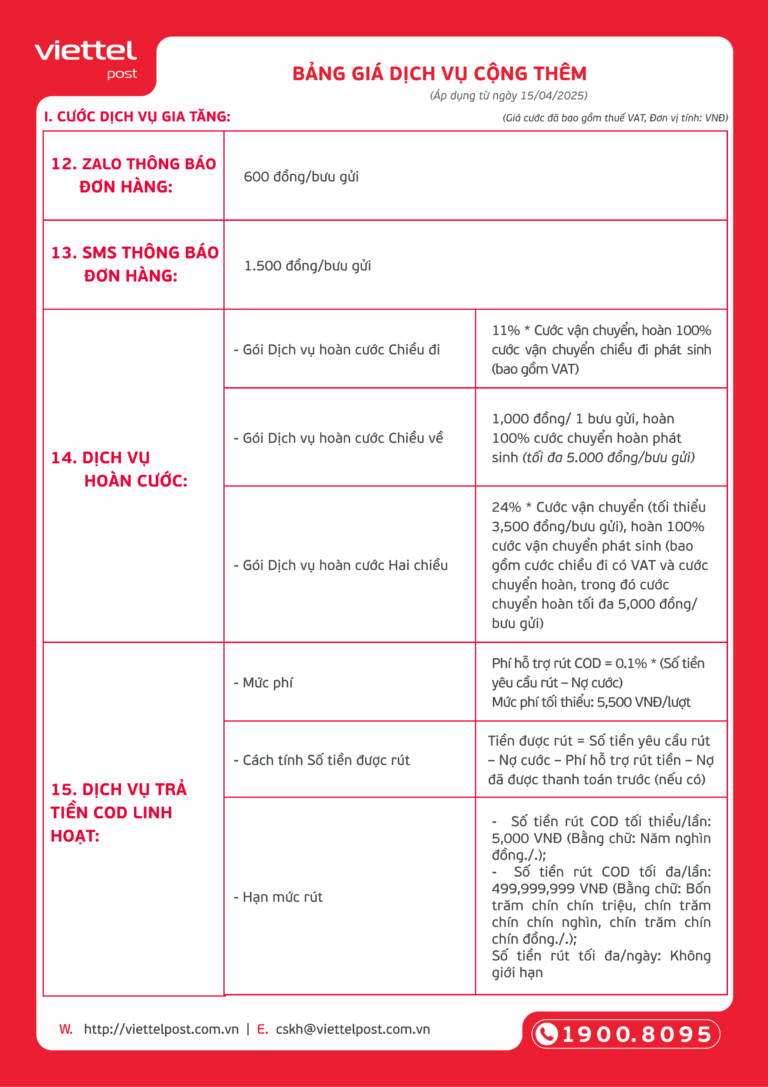 viettel
post
BẢNG GIÁ DỊCH VỤ CỘNG THÊM
(Áp dụng từ ngày 15/04/2025)
I. CƯỚC DỊCH VỤ GIA TĂNG:
(Giá cước đã bao gồm thuế VAT, Đơn vị tính: VNĐ)
12. ZALO THÔNG BÁO
ĐƠN HÀNG:
600 đồng/bưu gửi
13. SMS THÔNG BÁO
ĐƠN HÀNG:
1.500 đồng/bưu gửi
14. DỊCH VỤ
HOÀN CƯỚC:
- Gói Dịch vụ hoàn cước Chiều đi
11% * Cước vận chuyển, hoàn 100%
cước vận chuyển chiều đi phát sinh
(bao gồm VAT)
- Gói Dịch vụ hoàn cước Chiều về
1,000 đồng/ 1 bưu gửi, hoàn
100% cước chuyển hoàn phát
sinh (tối đa 5.000 đồng/bưu gửi)
- Gói Dịch vụ hoàn cước Hai chiều
24% * Cước vận chuyển (tối thiểu
3,500 đồng/bưu gửi), hoàn 100%
cước vận chuyển phát sinh (bao
gồm cước chiều đi có VAT và cước
chuyển hoàn, trong đó cước
chuyển hoàn tối đa 5,000 đồng/
bưu gửi)
15. DỊCH VỤ TRẢ
TIỀN COD LINH
HOẠT:
- Mức phí
Phí hỗ trợ rút COD = 0.1% * (Số tiền
yêu cầu rút – Nợ cước)
Mức phí tối thiểu: 5,500 VNĐ/lượt
- Cách tính Số tiền được rút
Tiền được rút = Số tiền yêu cầu rút
– Nợ cước – Phí hỗ trợ rút tiền – Nợ
đã được thanh toán trước (nếu có)
- Hạn mức rút
- Số tiền rút COD tối thiểu/lần:
5,000 VNĐ (Bằng chữ: Năm nghìn
đồng./.);
- Số tiền rút COD tối đa/lần:
499,999,999 VNĐ (Bằng chữ: Bốn
trăm chín chín triệu, chín trăm
chín chín nghìn, chín trăm chín
chín đồng./.);
Số tiền rút tối đa/ngày: Không
giới hạn
W. http://viettelpost.com.vn | E. cskh@viettelpost.com.vn
1900.8095